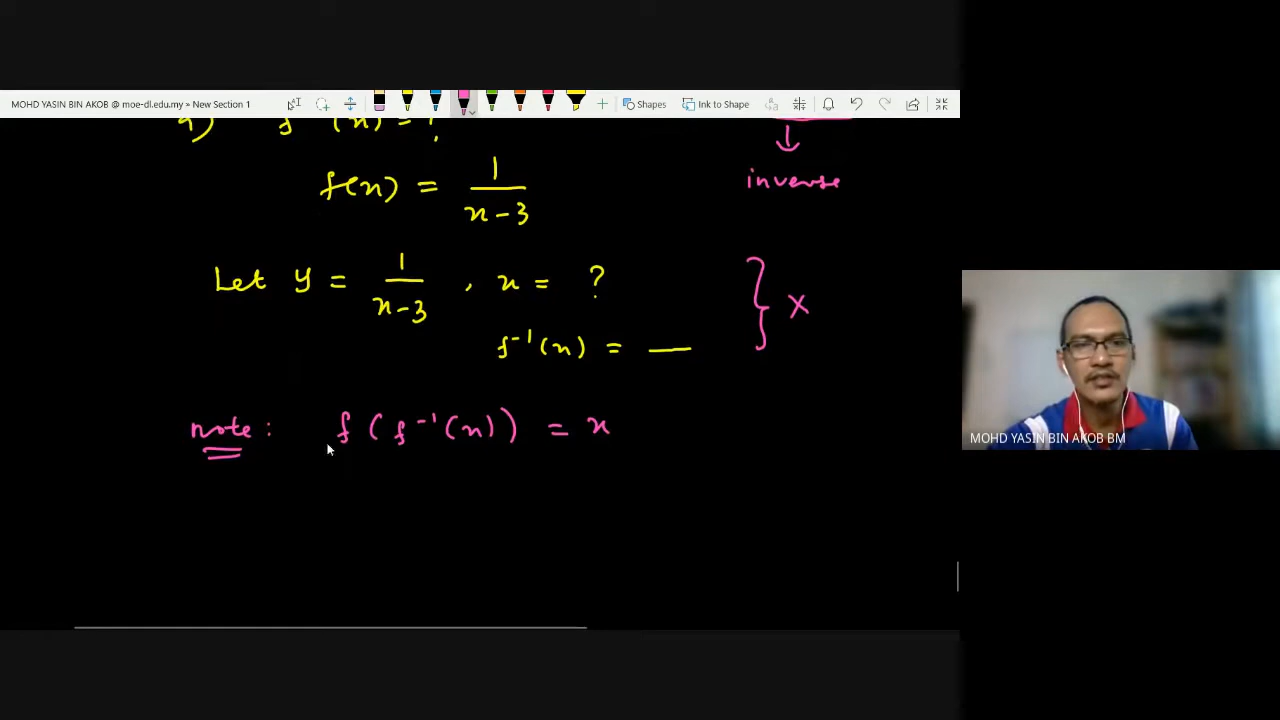 MOHD YASIN BIN AKOB @ moe-dl.edu.my » New Section 1
Shapes
Ink to Shape
(x) = ?
inverse
f(x) = 1/(x-3)
Let y = 1/(x-3) , x = ?
} X
f⁻¹(x) = __
note : f(f⁻¹(x)) = x
MOHD YASIN BIN AKOB BM